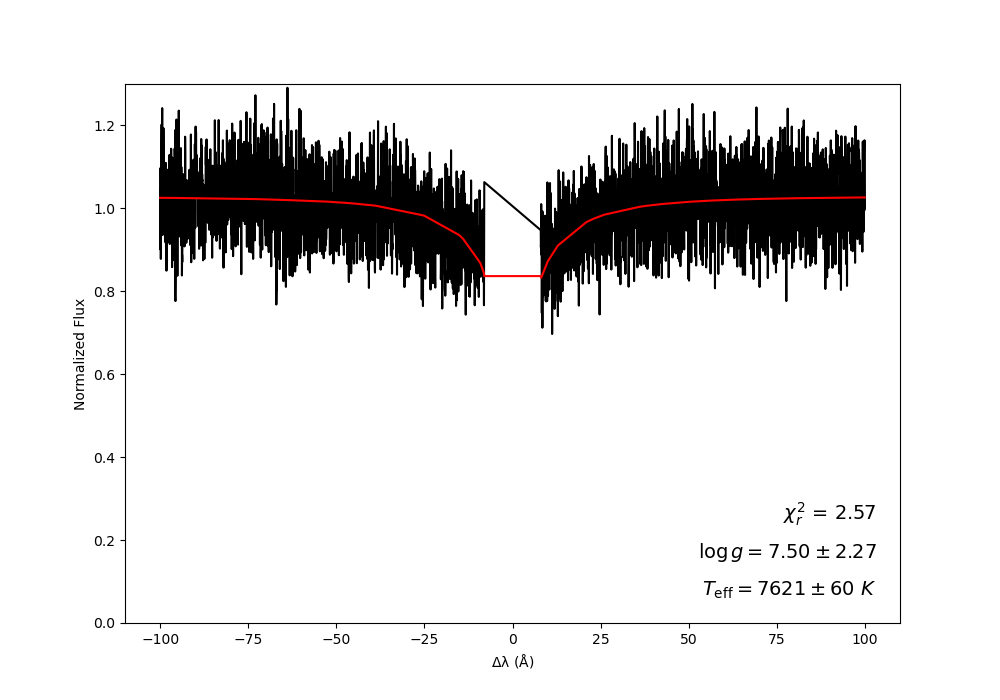 1.2
1.0
0.8
0.6
0.4
0.2
0.0
Normalized Flux
χ²ᵣ = 2.57
log g = 7.50 ± 2.27
T_eff = 7621 ± 60 K
−100 −75 −50 −25 0 25 50 75 100
Δλ (Å)